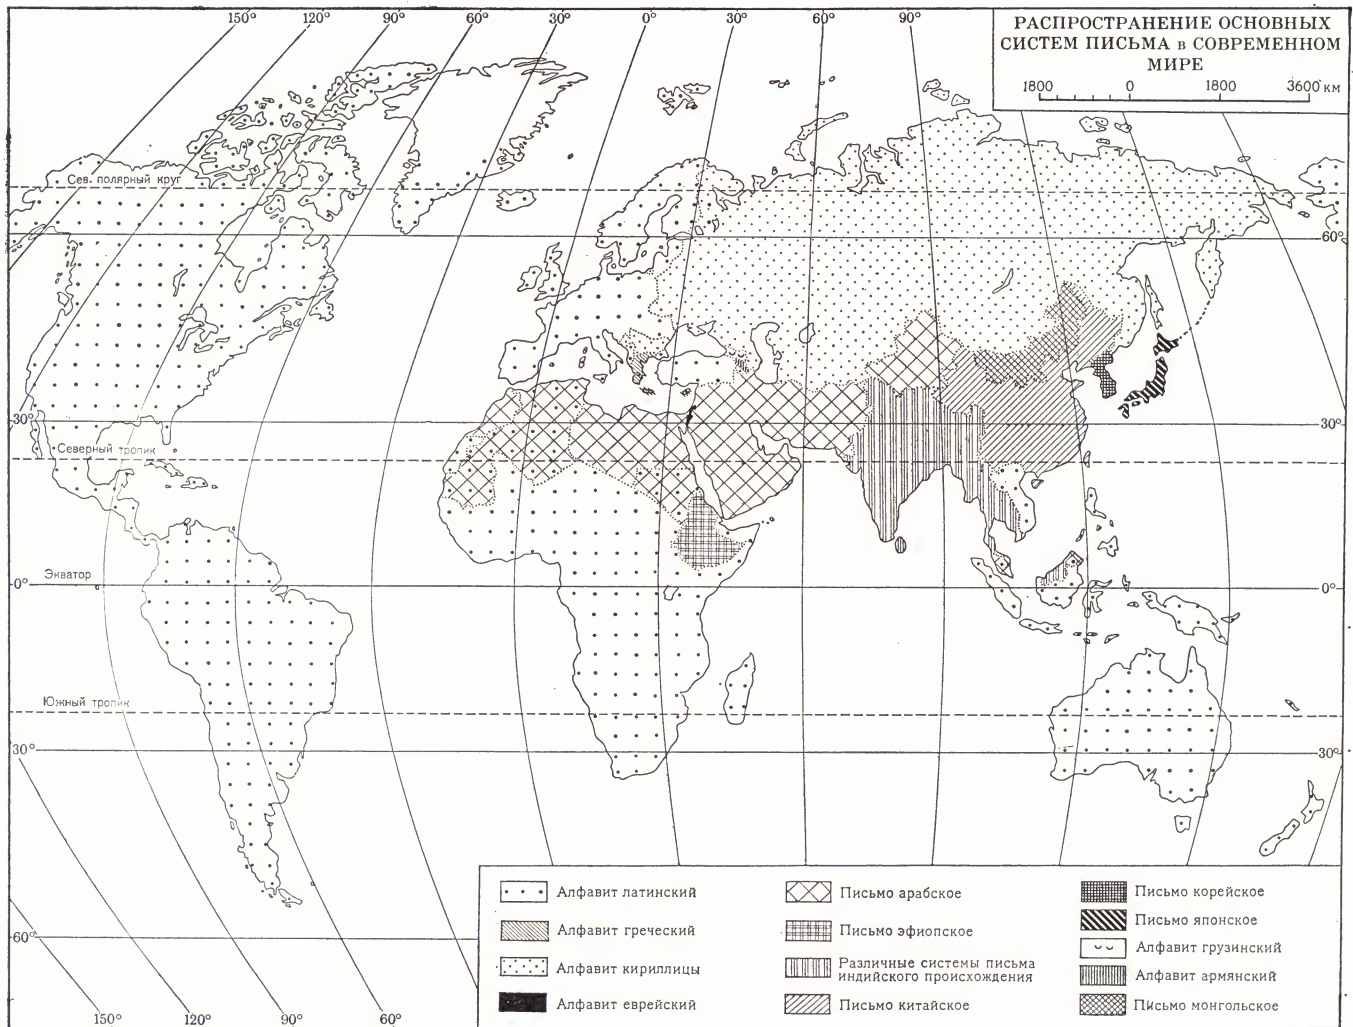 150° 120° 90° 60° 30° 0° 30° 60° 90°
РАСПРОСТРАНЕНИЕ ОСНОВНЫХ
СИСТЕМ ПИСЬМА в СОВРЕМЕННОМ
МИРЕ
1800 0 1800 3600 км
Сев. полярный круг
60°
30° 30°
Северный тропик
Экватор
0° 0°
Южный тропик
30° 30°
60°
150° 120° 90° 60°
Алфавит латинский
Алфавит греческий
Алфавит кириллицы
Алфавит еврейский
Письмо арабское
Письмо эфиопское
Различные системы письма
индийского происхождения
Письмо китайское
Письмо корейское
Письмо японское
Алфавит грузинский
Алфавит армянский
Письмо монгольское